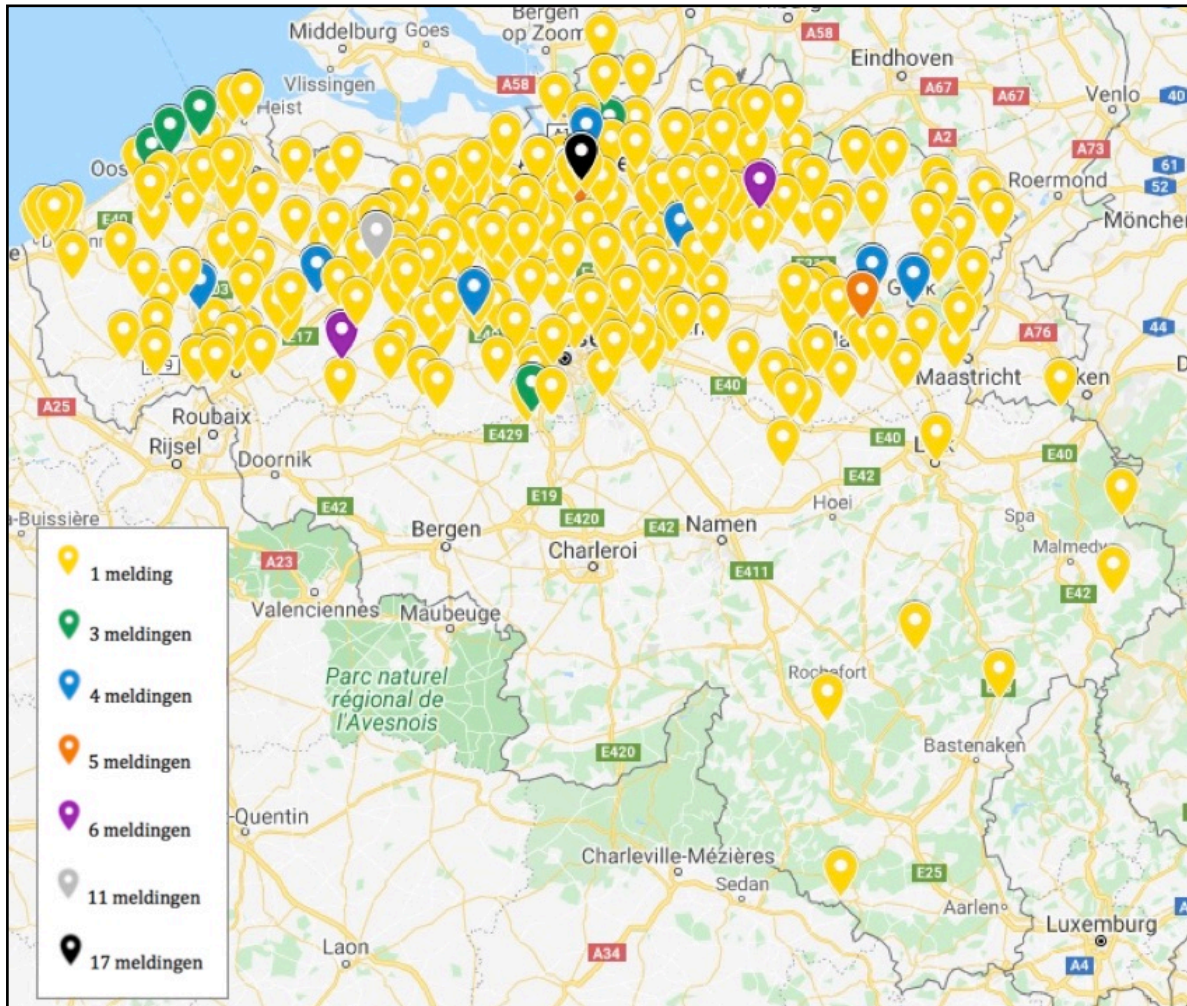 Middelburg
Goes
Bergen
op Zoom
A58
A58
Eindhoven
A67
A67
Venlo
40
Vlissingen
A58
Heist
A2
A73
61
52
Roermond
E40
E17
A76
44
Maastricht
A25
Roubaix
Rijsel
Doornik
E429
E40
E40
E42
E40
E42
E19
E420
E42
Hoei
Spa
a-Buissière
Bergen
Charleroi
Namen
Malmedy
E411
E42
A23
Valenciennes
Maubeuge
Parc naturel
régional de
l'Avesnois
Rochefort
E420
Bastenaken
-Quentin
Charleville-Mézières
Sedan
E25
Aarlen
Luxemburg
Laon
A34
A4
1 melding
3 meldingen
4 meldingen
5 meldingen
6 meldingen
11 meldingen
17 meldingen